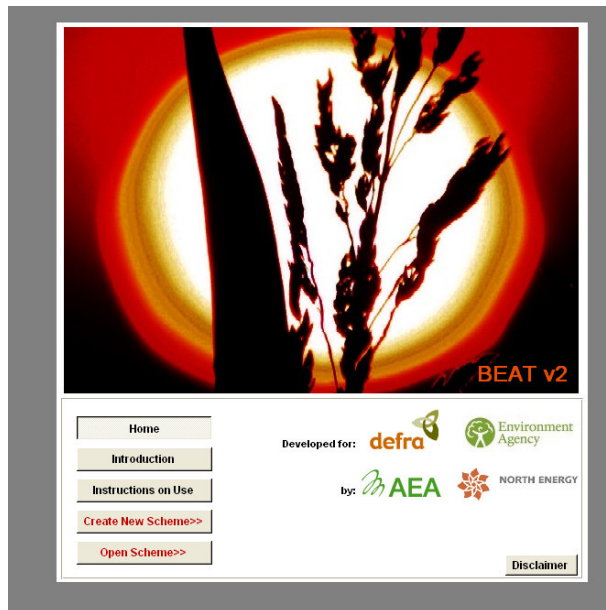 BEAT v2
Home
Introduction
Instructions on Use
Create New Scheme>>
Open Scheme>>
Developed for:
defra
Environment
Agency
by:
AEA
NORTH ENERGY
Disclaimer